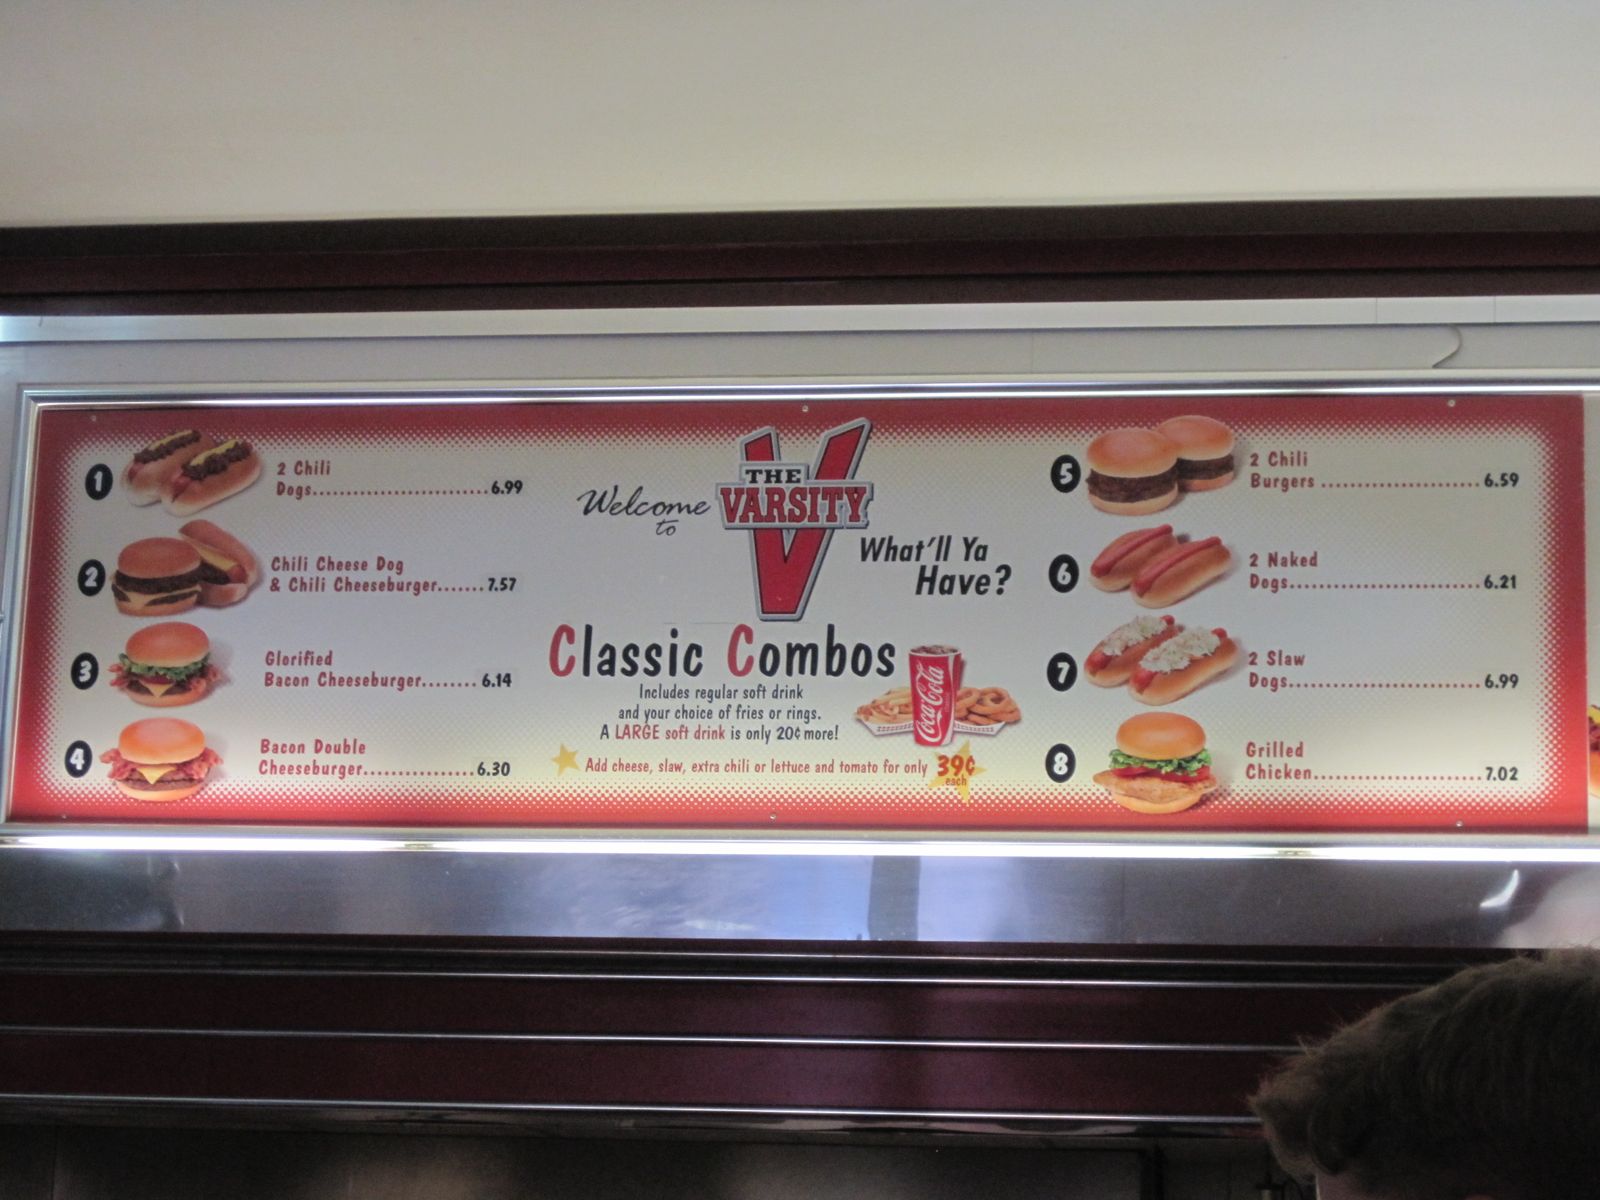 1
2 Chili
Dogs..........................6.99
2
Chili Cheese Dog
& Chili Cheeseburger.......7.57
3
Glorified
Bacon Cheeseburger........ 6.14
4
Bacon Double
Cheeseburger................6.30
Welcome
to
THE
VARSITY
What'll Ya
Have?
Classic Combos
Includes regular soft drink
and your choice of fries or rings.
A LARGE soft drink is only 20¢ more!
Coca-Cola
Add cheese, slaw, extra chili or lettuce and tomato for only 39¢
each
5
2 Chili
Burgers ........................6.59
6
2 Naked
Dogs.............................6.21
7
2 Slaw
Dogs.............................6.99
8
Grilled
Chicken.........................7.02